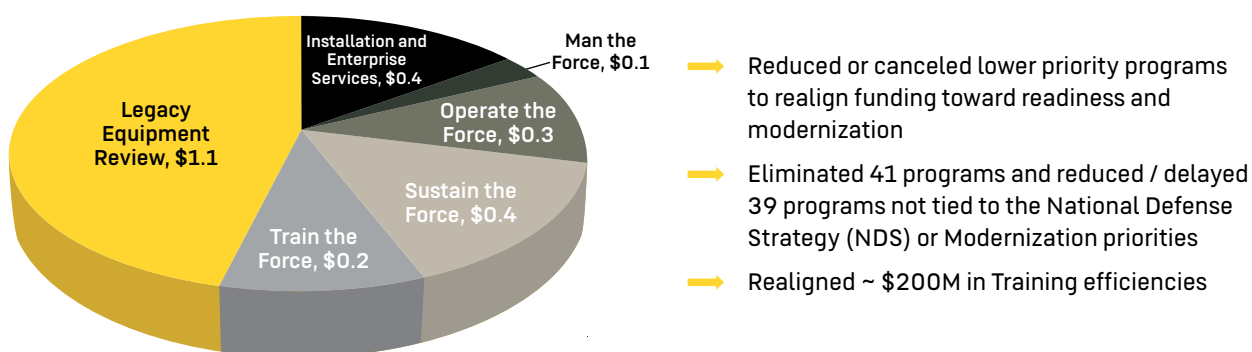 Installation and
Enterprise
Services, $0.4
Man the
Force, $0.1
Operate the
Force, $0.3
Sustain the
Force, $0.4
Train the
Force, $0.2
Legacy
Equipment
Review, $1.1
Reduced or canceled lower priority programs
to realign funding toward readiness and
modernization
Eliminated 41 programs and reduced / delayed
39 programs not tied to the National Defense
Strategy (NDS) or Modernization priorities
Realigned ~ $200M in Training efficiencies